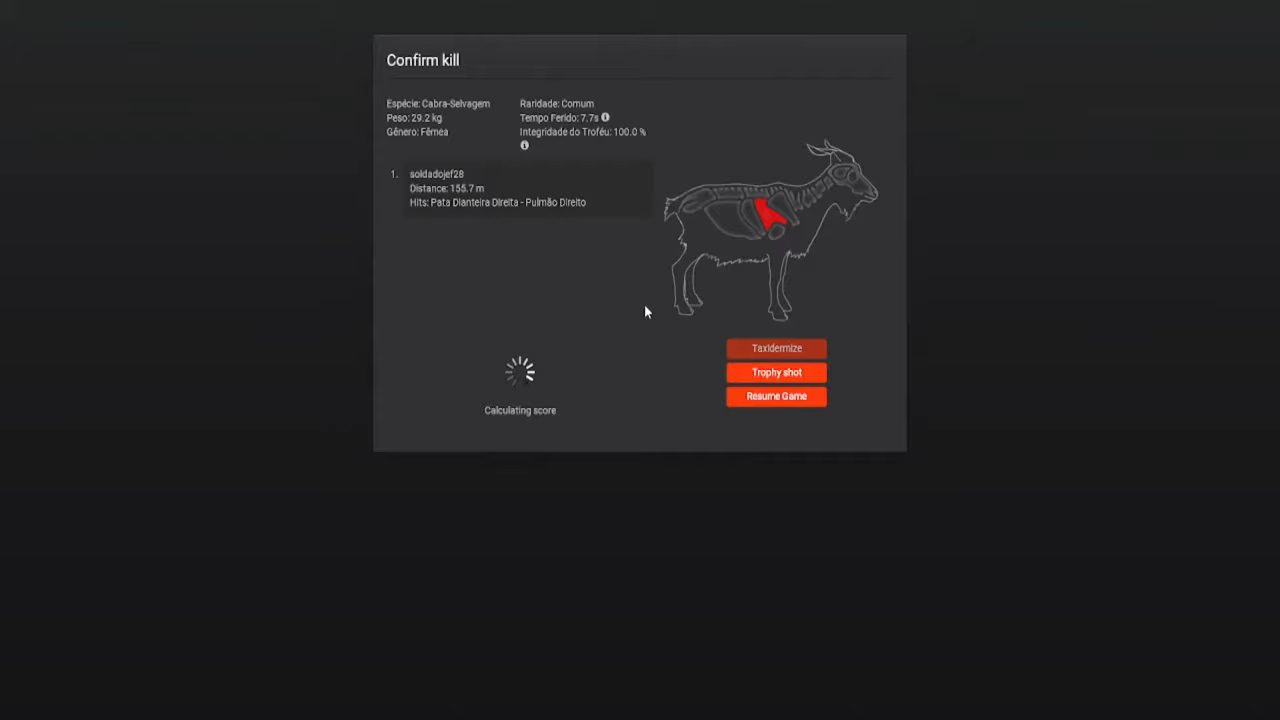 Confirm kill
Espécie: Cabra-Selvagem
Peso: 29.2 kg
Gênero: Fêmea
Raridade: Comum
Tempo Ferido: 7.7s
Integridade do Troféu: 100.0 %
1. soldadojef28
Distance: 155.7 m
Hits: Pata Dianteira Direita - Pulmão Direito
Calculating score
Taxidermize
Trophy shot
Resume Game